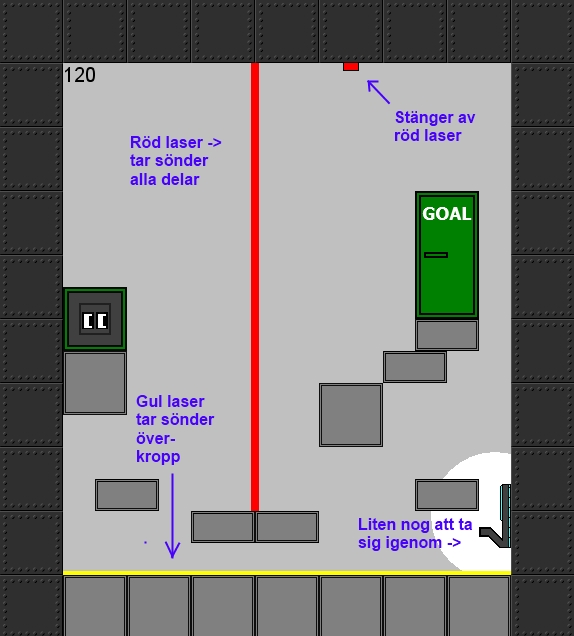 120
Stänger av
röd laser
Röd laser ->
tar sönder
alla delar
GOAL
Gul laser
tar sönder
över-
kropp
Liten nog att ta
sig igenom ->